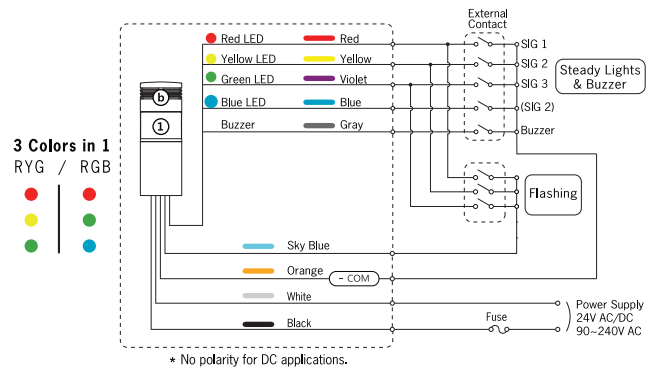 External
Contact
Red LED Red SIG 1
Yellow LED Yellow SIG 2
Green LED Violet SIG 3
Blue LED Blue (SIG 2)
Buzzer Gray Buzzer
Steady Lights
& Buzzer
b
1
3 Colors in 1
RYG / RGB
Flashing
Sky Blue
Orange - COM
White
Black
Fuse
Power Supply
24V AC/DC
90~240V AC
* No polarity for DC applications.